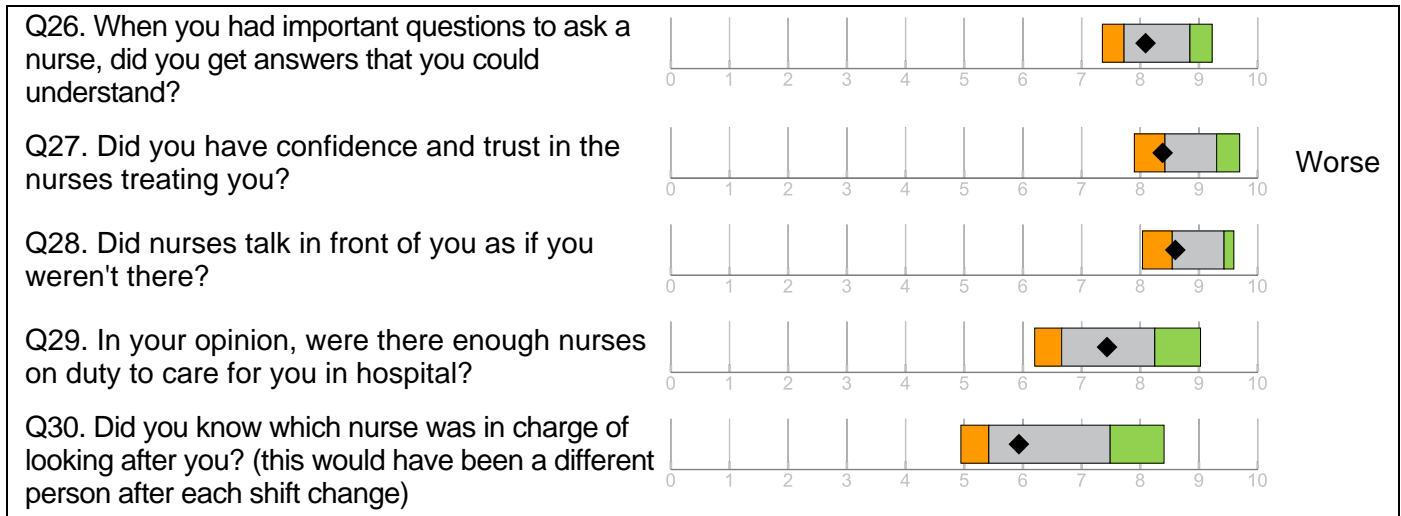 Q26. When you had important questions to ask a
nurse, did you get answers that you could
understand?
0 1 2 3 4 5 6 7 8 9 10
Q27. Did you have confidence and trust in the
nurses treating you?
0 1 2 3 4 5 6 7 8 9 10
Worse
Q28. Did nurses talk in front of you as if you
weren't there?
0 1 2 3 4 5 6 7 8 9 10
Q29. In your opinion, were there enough nurses
on duty to care for you in hospital?
0 1 2 3 4 5 6 7 8 9 10
Q30. Did you know which nurse was in charge of
looking after you? (this would have been a different
person after each shift change)
0 1 2 3 4 5 6 7 8 9 10